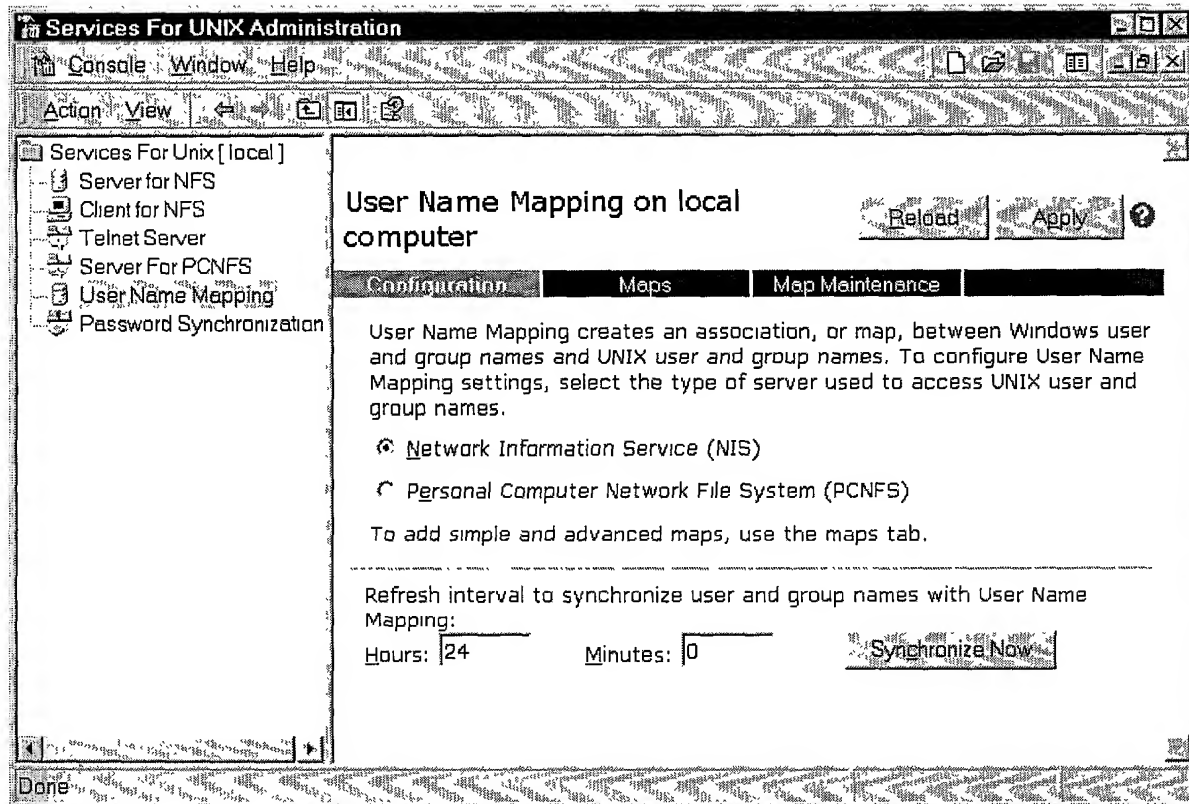 Services For UNIX Administration
Console Window Help
Action View
Services For Unix [ local ]
Server for NFS
Client for NFS
Telnet Server
Server For PCNFS
User Name Mapping
Password Synchronization
User Name Mapping on local
computer
Reload Apply
Configuration Maps Map Maintenance
User Name Mapping creates an association, or map, between Windows user
and group names and UNIX user and group names. To configure User Name
Mapping settings, select the type of server used to access UNIX user and
group names.
Network Information Service (NIS)
Personal Computer Network File System (PCNFS)
To add simple and advanced maps, use the maps tab.
Refresh interval to synchronize user and group names with User Name
Mapping:
Hours: 24 Minutes: 0 Synchronize Now
Done